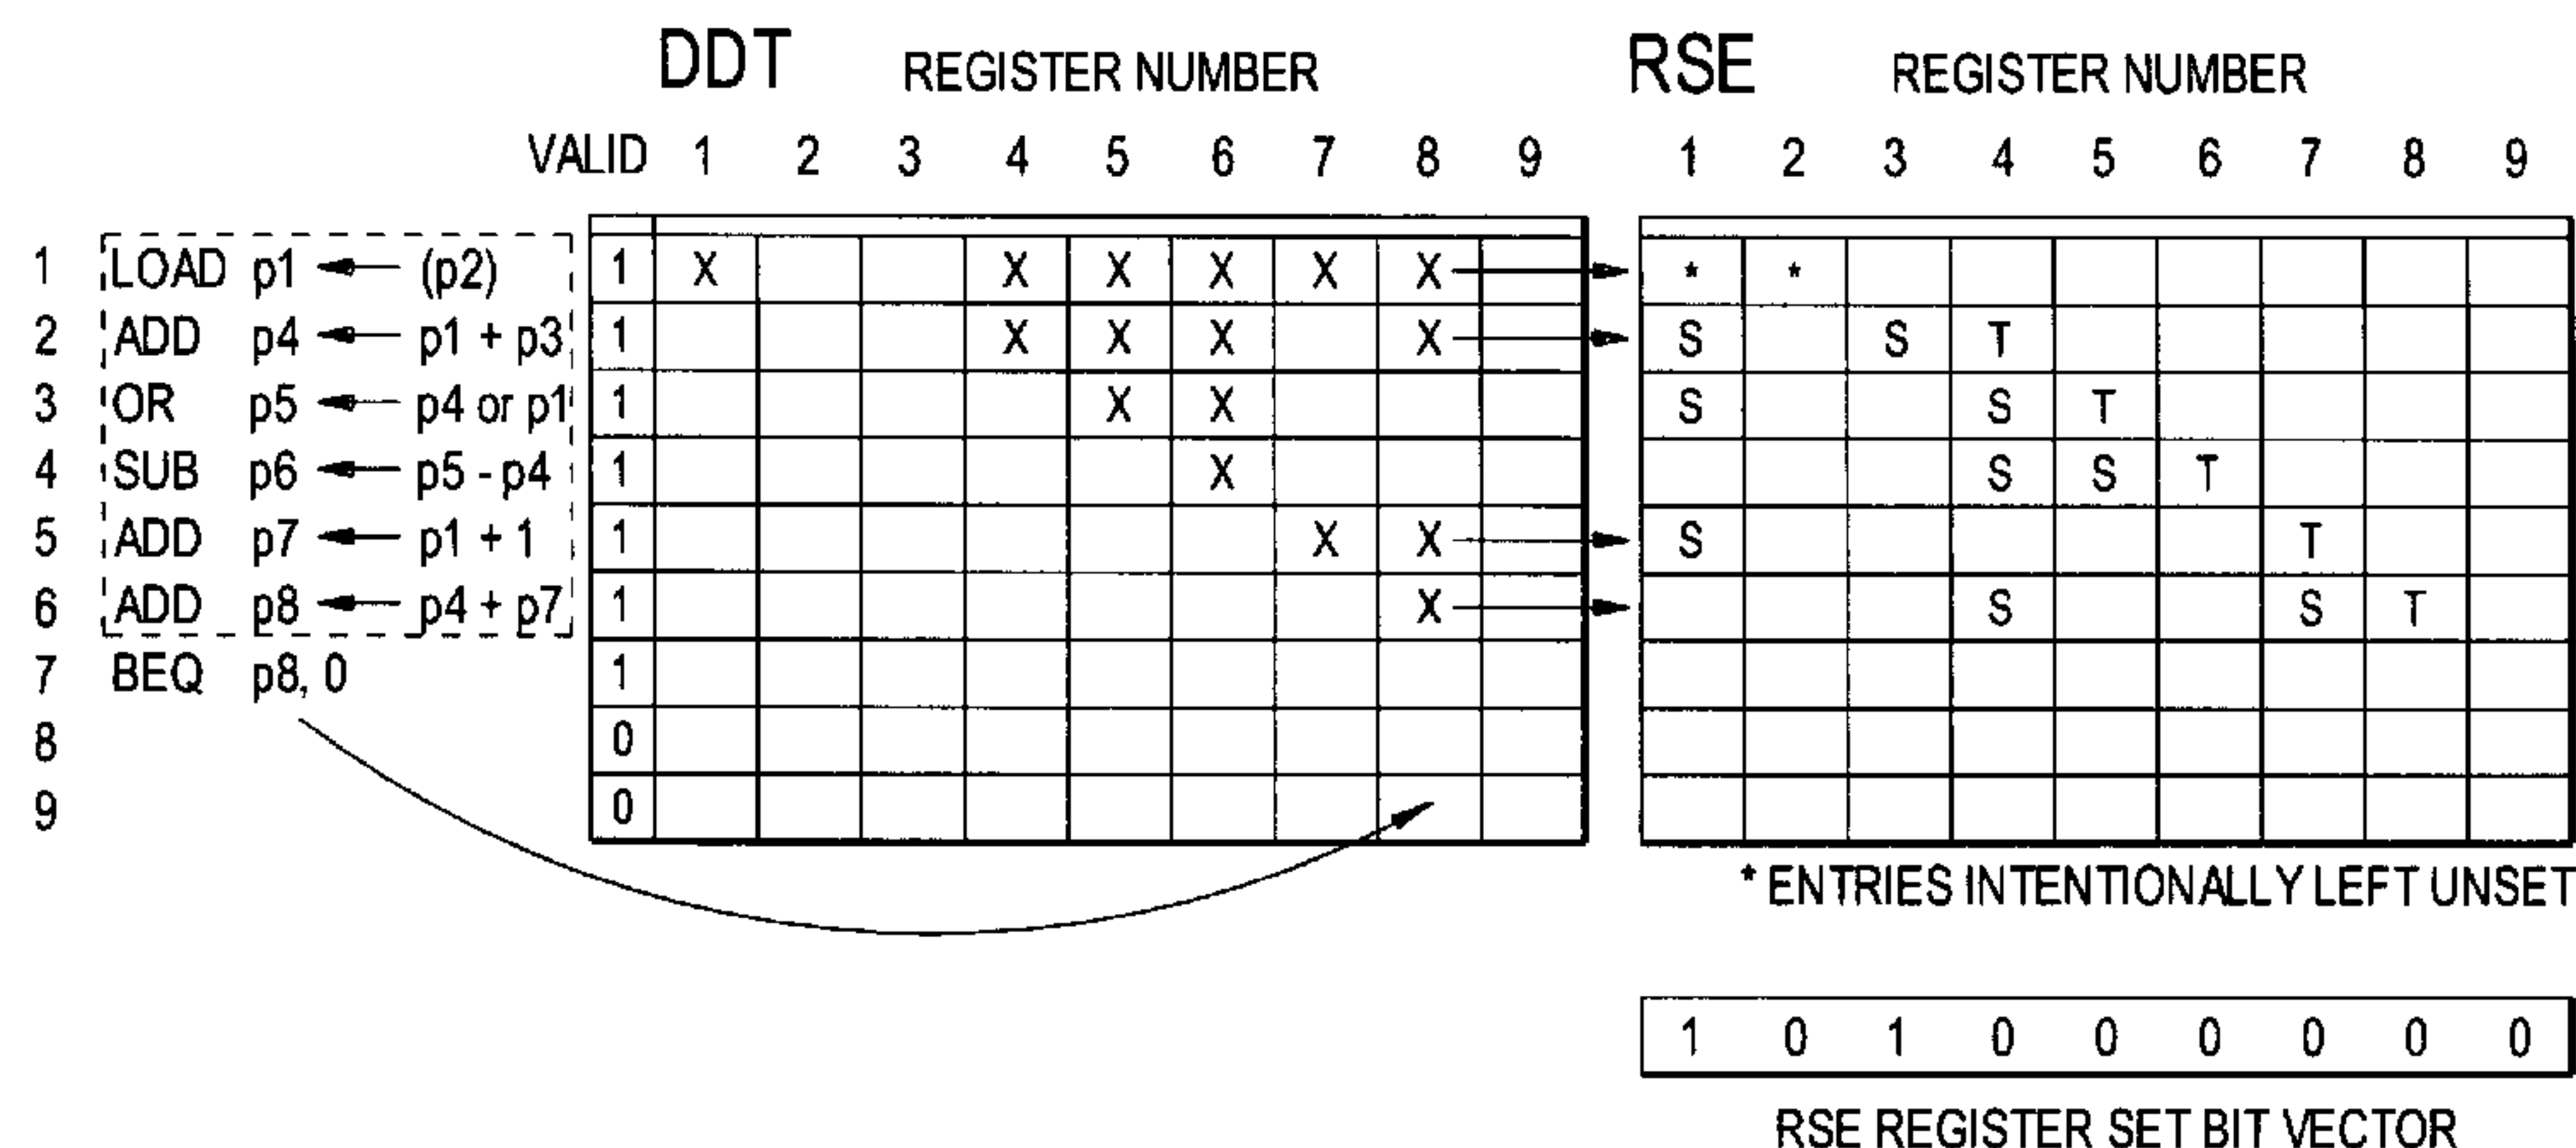 DDT REGISTER NUMBER RSE REGISTER NUMBER
VALID 1 2 3 4 5 6 7 8 9 1 2 3 4 5 6 7 8 9
1 LOAD p1 ← (p2) 1 X X X X X X * *
2 ADD p4 ← p1 + p3 1 X X X X S S T
3 OR p5 ← p4 or p1 1 X X S S T
4 SUB p6 ← p5 - p4 1 X S S T
5 ADD p7 ← p1 + 1 1 X X S T
6 ADD p8 ← p4 + p7 1 X S S T
7 BEQ p8, 0 1
8 0
9 0
* ENTRIES INTENTIONALLY LEFT UNSET
1 0 1 0 0 0 0 0 0
RSE REGISTER SET BIT VECTOR